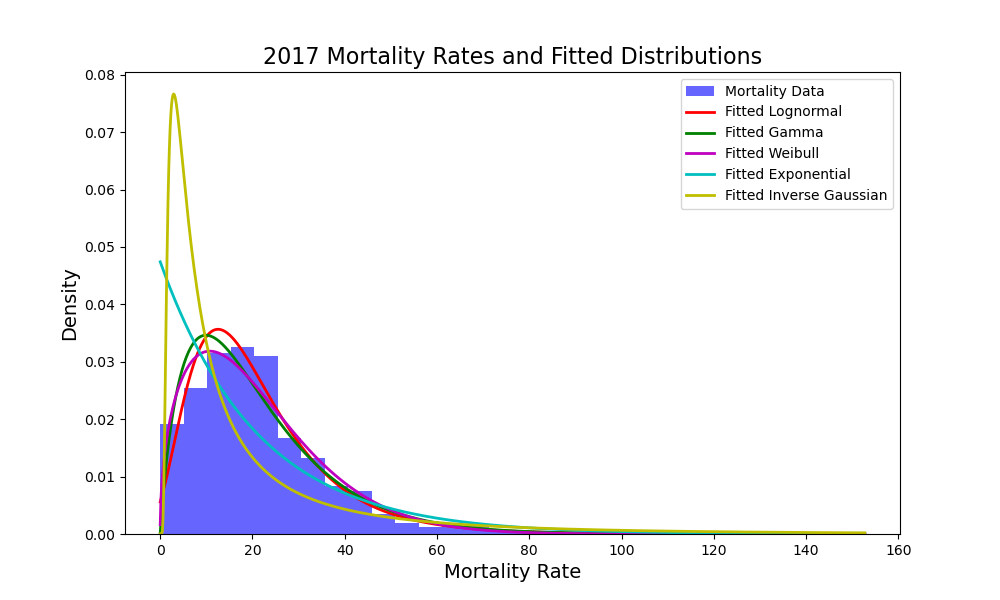 2017 Mortality Rates and Fitted Distributions
0.08
0.07
0.06
0.05
0.04
0.03
0.02
0.01
0.00
Density
Mortality Data
Fitted Lognormal
Fitted Gamma
Fitted Weibull
Fitted Exponential
Fitted Inverse Gaussian
0 20 40 60 80 100 120 140 160
Mortality Rate